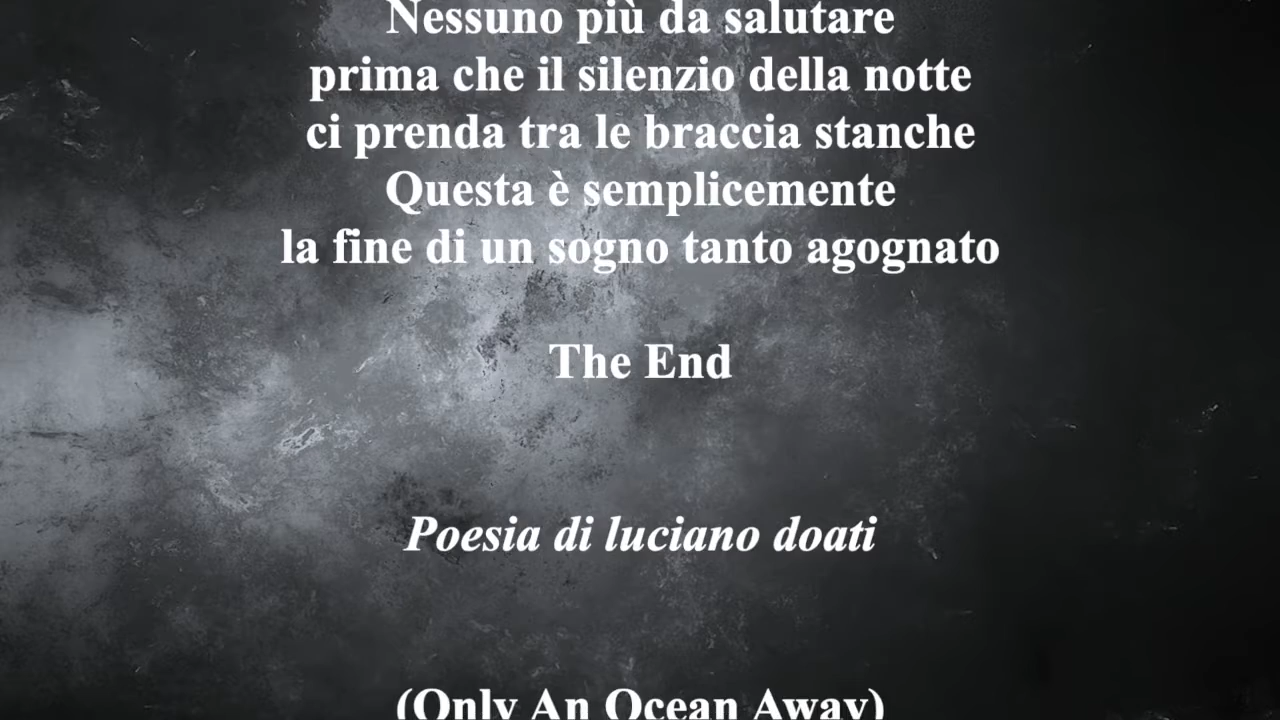 Nessuno più da salutare
prima che il silenzio della notte
ci prenda tra le braccia stanche
Questa è semplicemente
la fine di un sogno tanto agognato
The End
Poesia di luciano doati
(Only An Ocean Away)